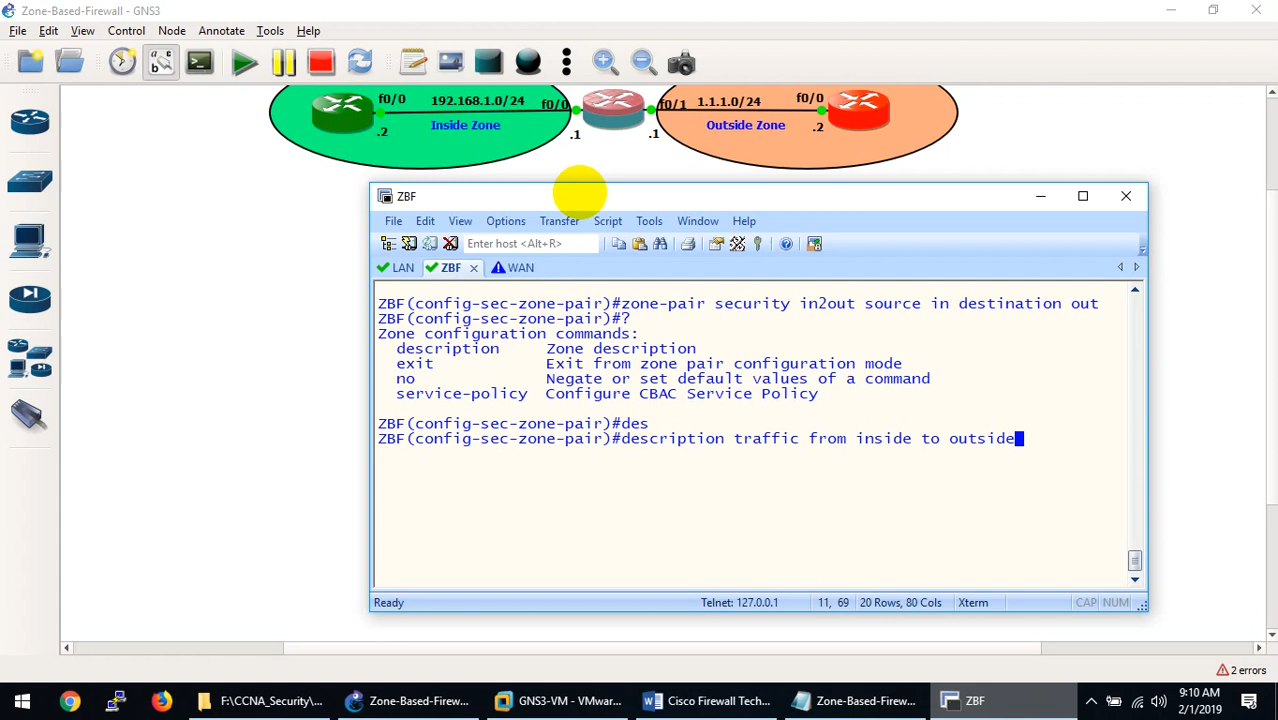 Zone-Based-Firewall - GNS3
File Edit View Control Node Annotate Tools Help
f0/0 192.168.1.0/24 f0/0 f0/1 1.1.1.0/24 f0/0
.2 Inside Zone .1 .1 Outside Zone .2
ZBF
File Edit View Options Transfer Script Tools Window Help
Enter host <Alt+R>
LAN ZBF WAN
ZBF(config-sec-zone-pair)#zone-pair security in2out source in destination out
ZBF(config-sec-zone-pair)#?
Zone configuration commands:
description Zone description
exit Exit from zone pair configuration mode
no Negate or set default values of a command
service-policy Configure CBAC Service Policy
ZBF(config-sec-zone-pair)#des
ZBF(config-sec-zone-pair)#description traffic from inside to outside
Ready Telnet: 127.0.0.1 11, 69 20 Rows, 80 Cols Xterm CAP NUM
2 errors
F:\CCNA_Security\... Zone-Based-Firew... GNS3-VM - VMwar... Cisco Firewall Tech... Zone-Based-Firew... ZBF 9:10 AM
2/1/2019